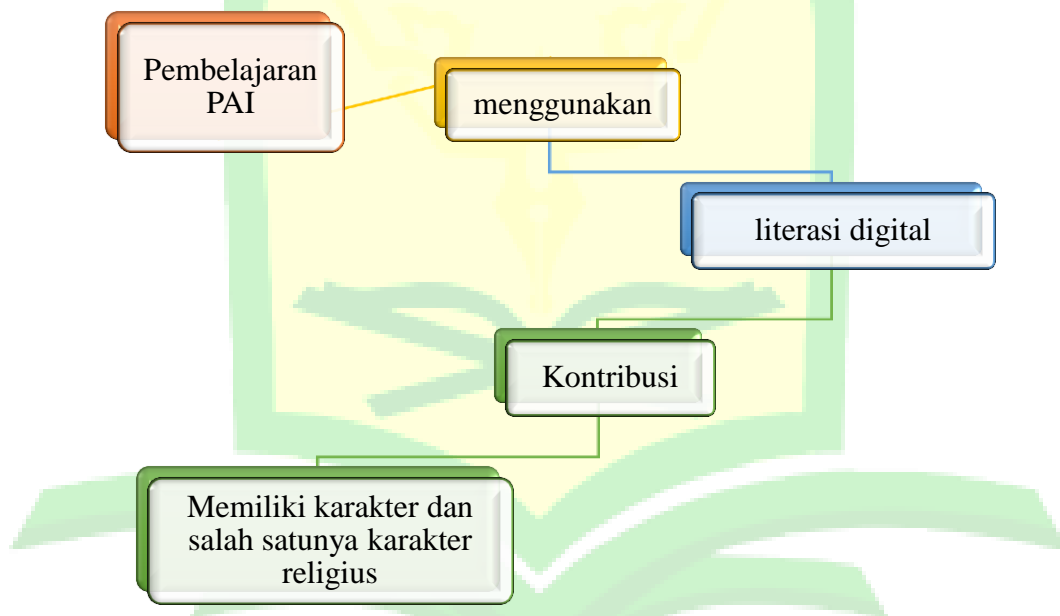 Pembelajaran
PAI
menggunakan
literasi digital
Kontribusi
Memiliki karakter dan
salah satunya karakter
religius